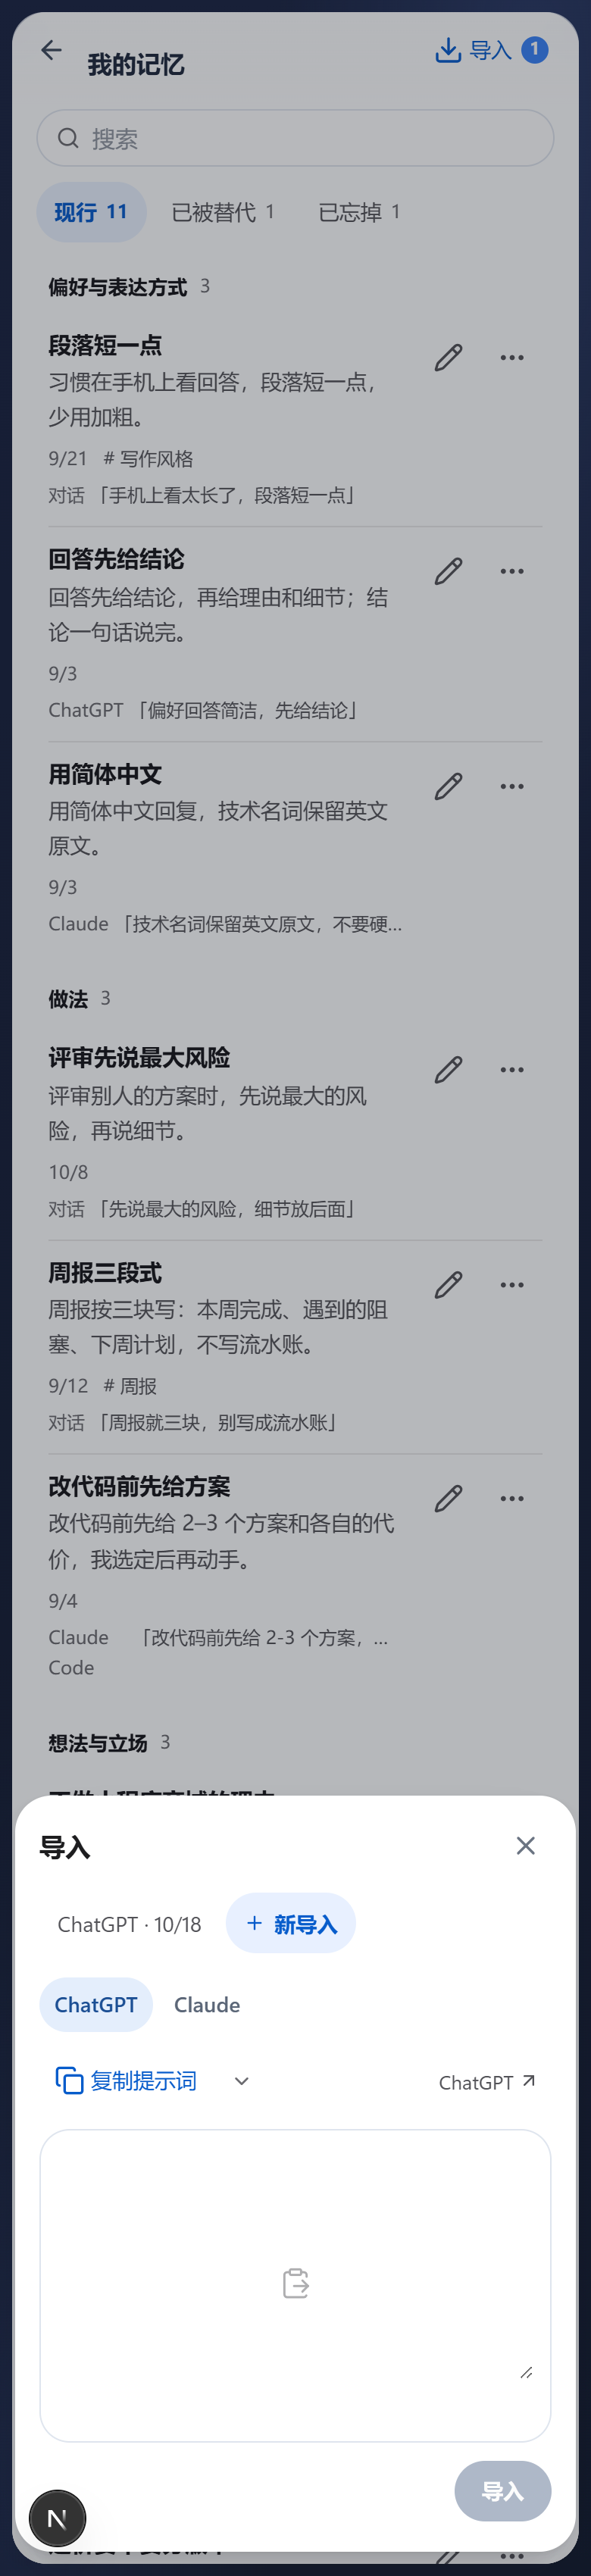 我的记忆
导入 1
搜索
现行 11
已被替代 1
已忘掉 1
偏好与表达方式 3
段落短一点
习惯在手机上看回答，段落短一点，
少用加粗。
9/21 # 写作风格
对话 「手机上看太长了，段落短一点」
回答先给结论
回答先给结论，再给理由和细节；结
论一句话说完。
9/3
ChatGPT 「偏好回答简洁，先给结论」
用简体中文
用简体中文回复，技术名词保留英文
原文。
9/3
Claude 「技术名词保留英文原文，不要硬...
做法 3
评审先说最大风险
评审别人的方案时，先说最大的风
险，再说细节。
10/8
对话 「先说最大的风险，细节放后面」
周报三段式
周报按三块写：本周完成、遇到的阻
塞、下周计划，不写流水账。
9/12 # 周报
对话 「周报就三块，别写成流水账」
改代码前先给方案
改代码前先给 2–3 个方案和各自的代
价，我选定后再动手。
9/4
Claude Code 「改代码前先给 2-3 个方案，...
想法与立场 3
导入
ChatGPT · 10/18
+ 新导入
ChatGPT
Claude
复制提示词
ChatGPT
导入
N